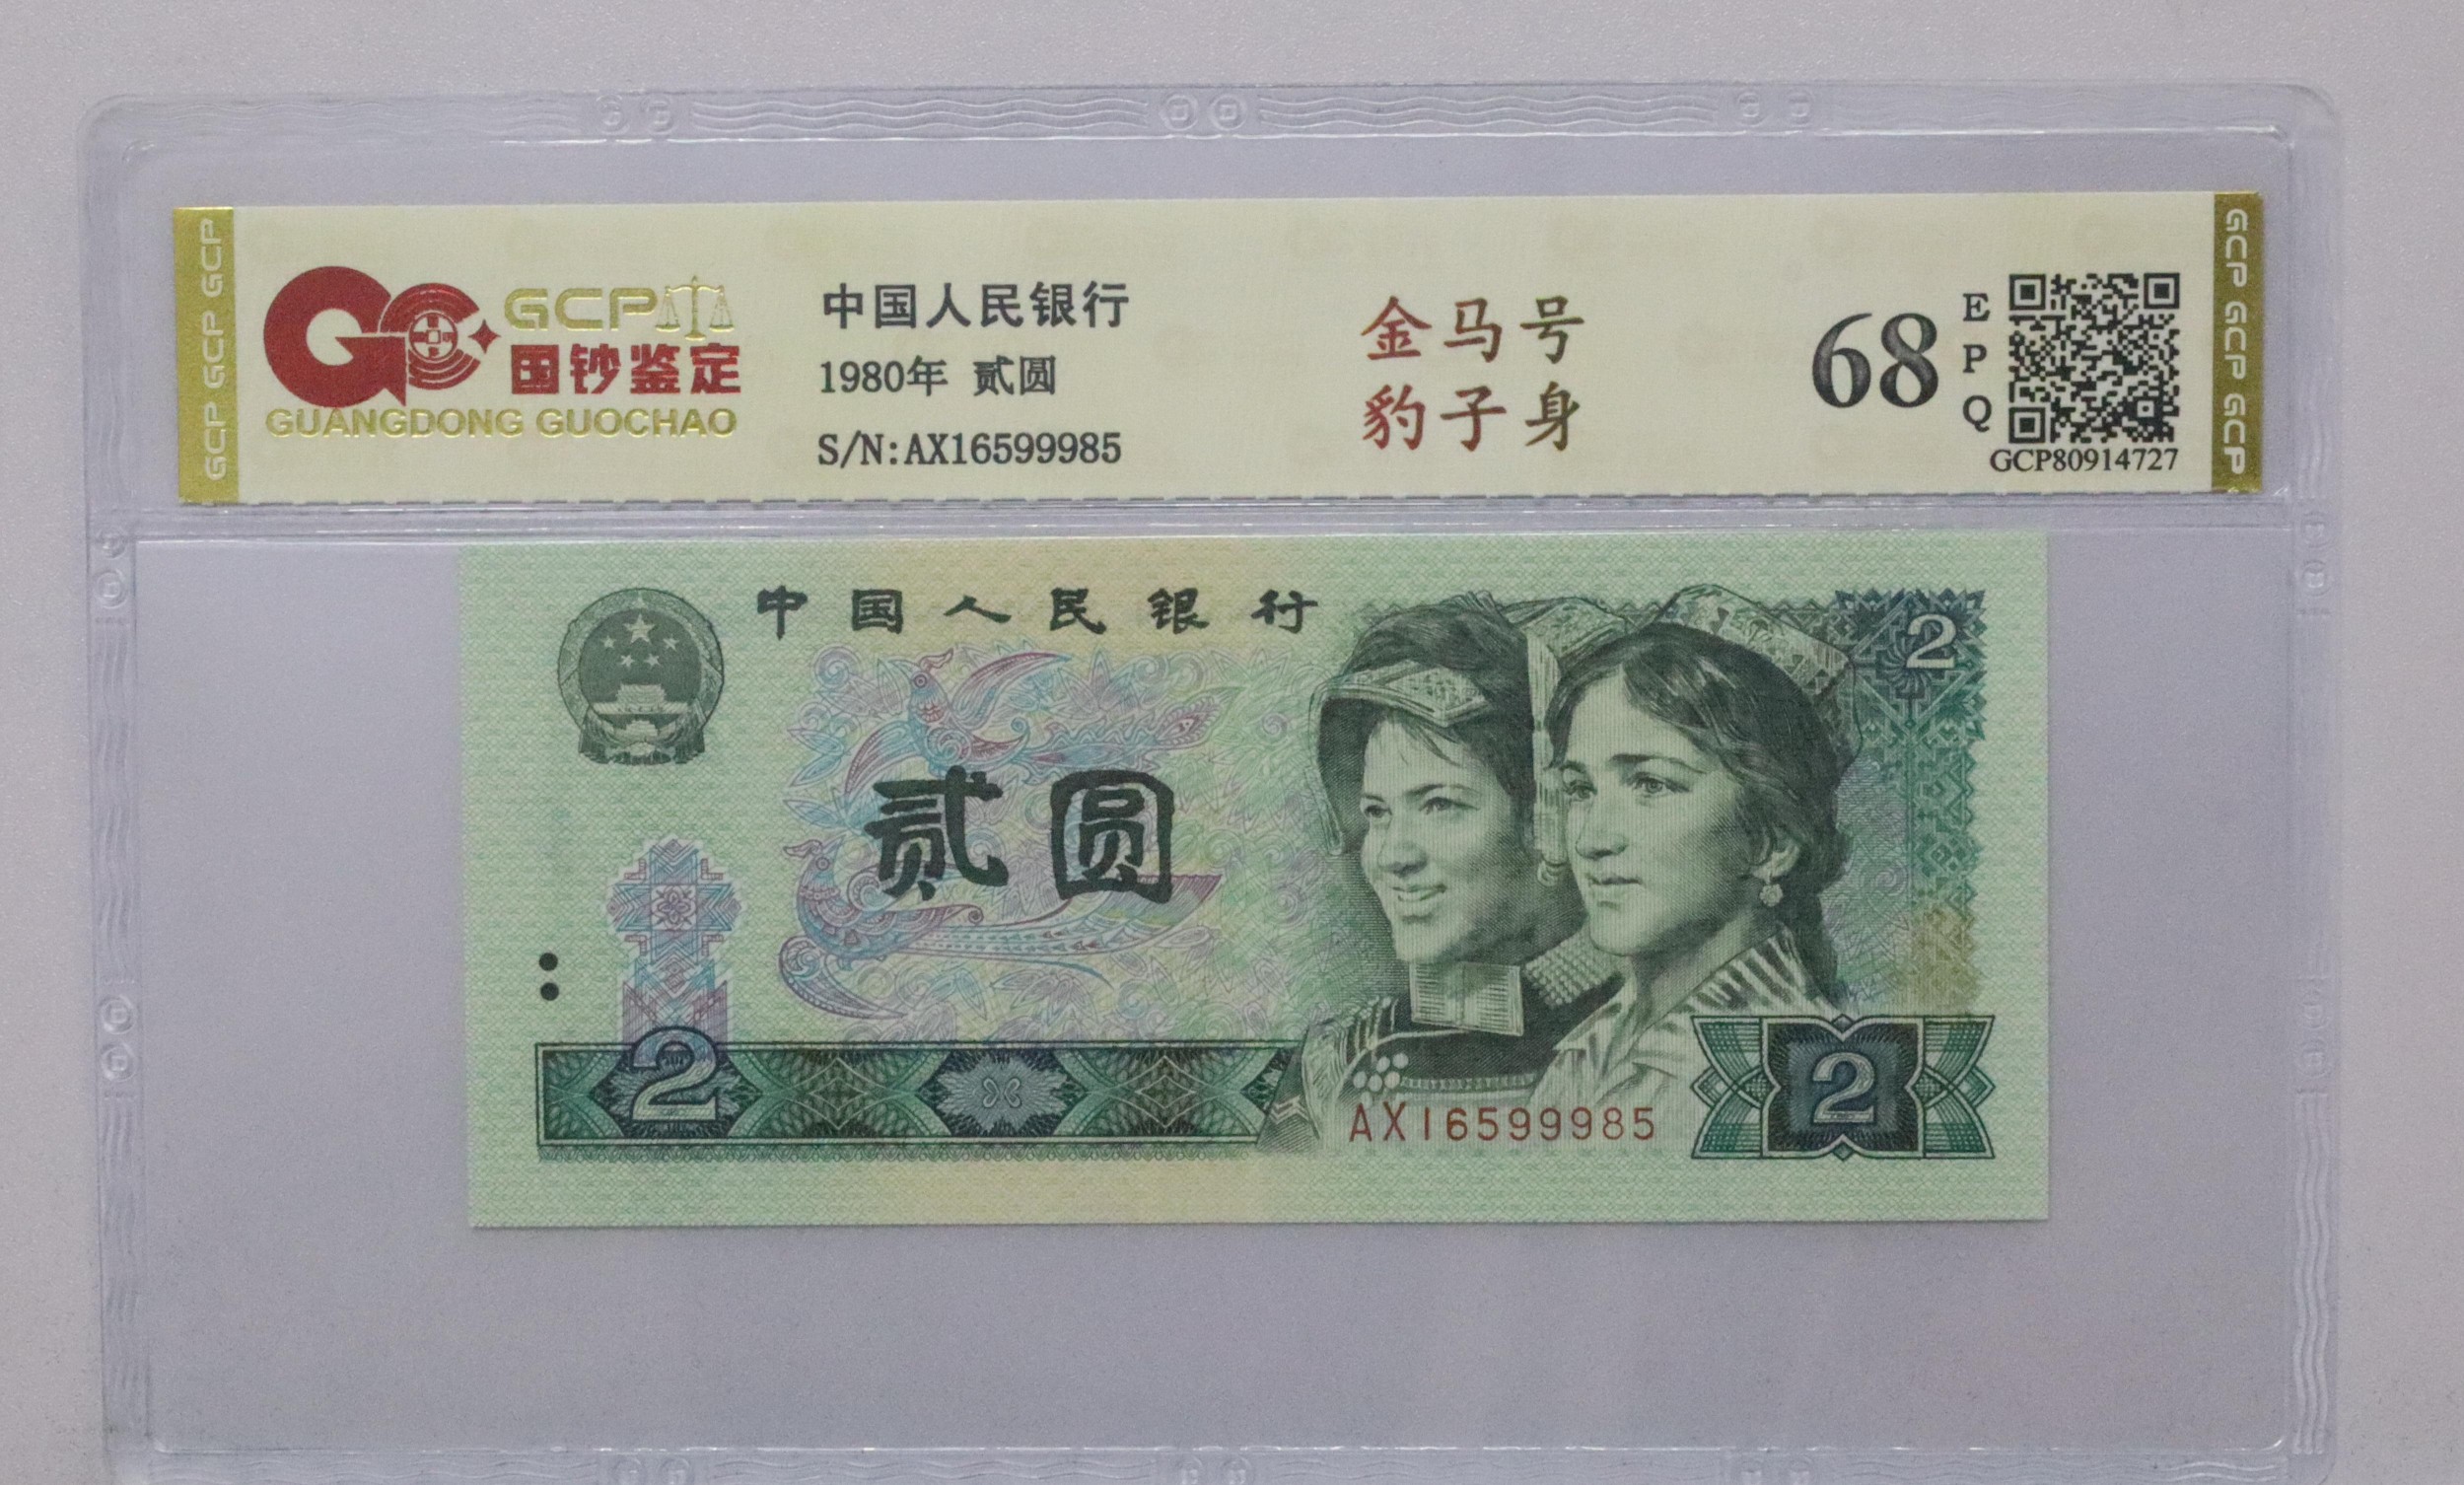 GCP GCP GCP
GCP
国钞鉴定
GUANGDONG GUOCHAO
中国人民银行
1980年 贰圆
S/N:AX16599985
金马号
豹子身
68
E
P
Q
GCP80914727
GCP GCP GCP GCP
中国人民银行
2
贰圆
2
AX16599985
2